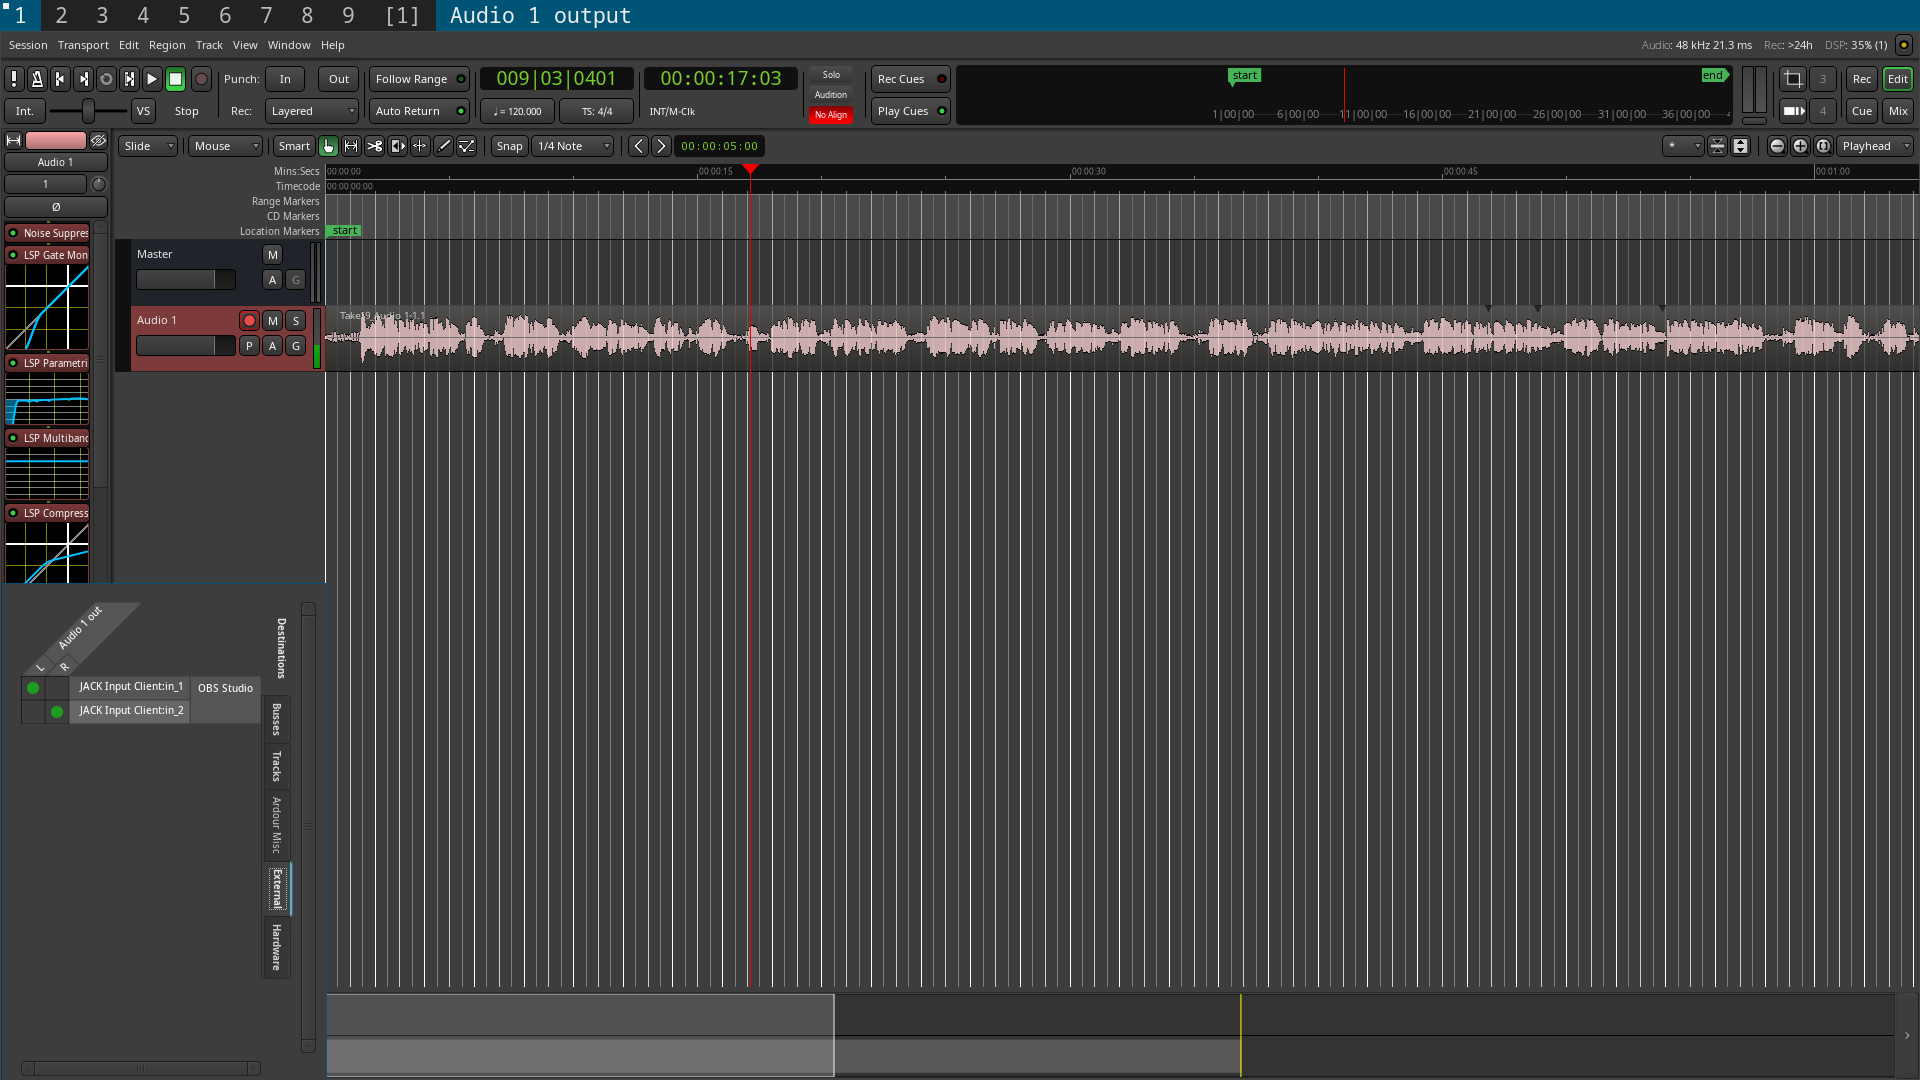 1 2 3 4 5 6 7 8 9 [1] Audio 1 output
Session Transport Edit Region Track View Window Help
Audio: 48 kHz 21.3 ms Rec: >24h DSP: 35% (1)
Punch: In Out Follow Range 009|03|0401 00:00:17:03 Solo Rec Cues start end 3 Rec Edit
Audition
Int. VS Stop Rec: Layered Auto Return ♩ = 120.000 TS: 4/4 INT/M-Clk No Align Play Cues 1|00|00 6|00|00 11|00|00 16|00|00 21|00|00 26|00|00 31|00|00 36|00|00 4 Cue Mix
Slide Mouse Smart Snap 1/4 Note 00:00:05:00 * Playhead
Audio 1
Mins:Secs 00:00:00 00:00:15 00:00:30 00:00:45 00:01:00
1
Timecode 00:00:00:00
Ø
Range Markers
CD Markers
Location Markers start
Noise Suppres
LSP Gate Mon
Master M
A G
Audio 1 M S
P A G
Take19_Audio 1-1.1
LSP Parametri
LSP Multiband
LSP Compress
Audio 1 out
L R
JACK Input Client:in_1 OBS Studio
JACK Input Client:in_2
Destinations
Busses
Tracks
Ardour Misc
External
Hardware